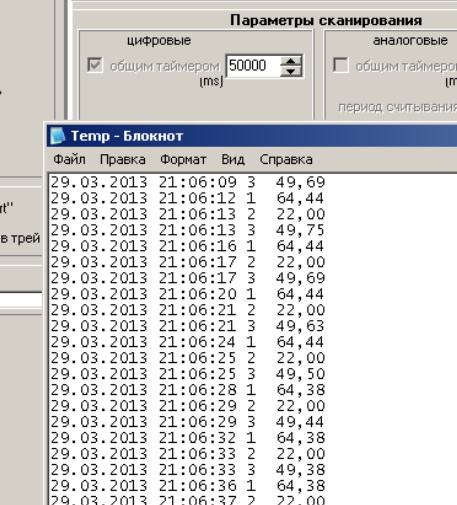 Параметры сканирования
цифровые
аналоговые
общим таймером
50000
(ms)
общим таймеро
период считывания
Temp - Блокнот
Файл Правка Формат Вид Справка
29.03.2013 21:06:09 3 49,69
29.03.2013 21:06:12 1 64,44
29.03.2013 21:06:13 2 22,00
29.03.2013 21:06:13 3 49,75
29.03.2013 21:06:16 1 64,44
29.03.2013 21:06:17 2 22,00
29.03.2013 21:06:17 3 49,69
29.03.2013 21:06:20 1 64,44
29.03.2013 21:06:21 2 22,00
29.03.2013 21:06:21 3 49,63
29.03.2013 21:06:24 1 64,44
29.03.2013 21:06:25 2 22,00
29.03.2013 21:06:25 3 49,50
29.03.2013 21:06:28 1 64,38
29.03.2013 21:06:29 2 22,00
29.03.2013 21:06:29 3 49,44
29.03.2013 21:06:32 1 64,38
29.03.2013 21:06:33 2 22,00
29.03.2013 21:06:33 3 49,38
29.03.2013 21:06:36 1 64,38
29.03.2013 21:06:37 2 22,00
rt"
в трей